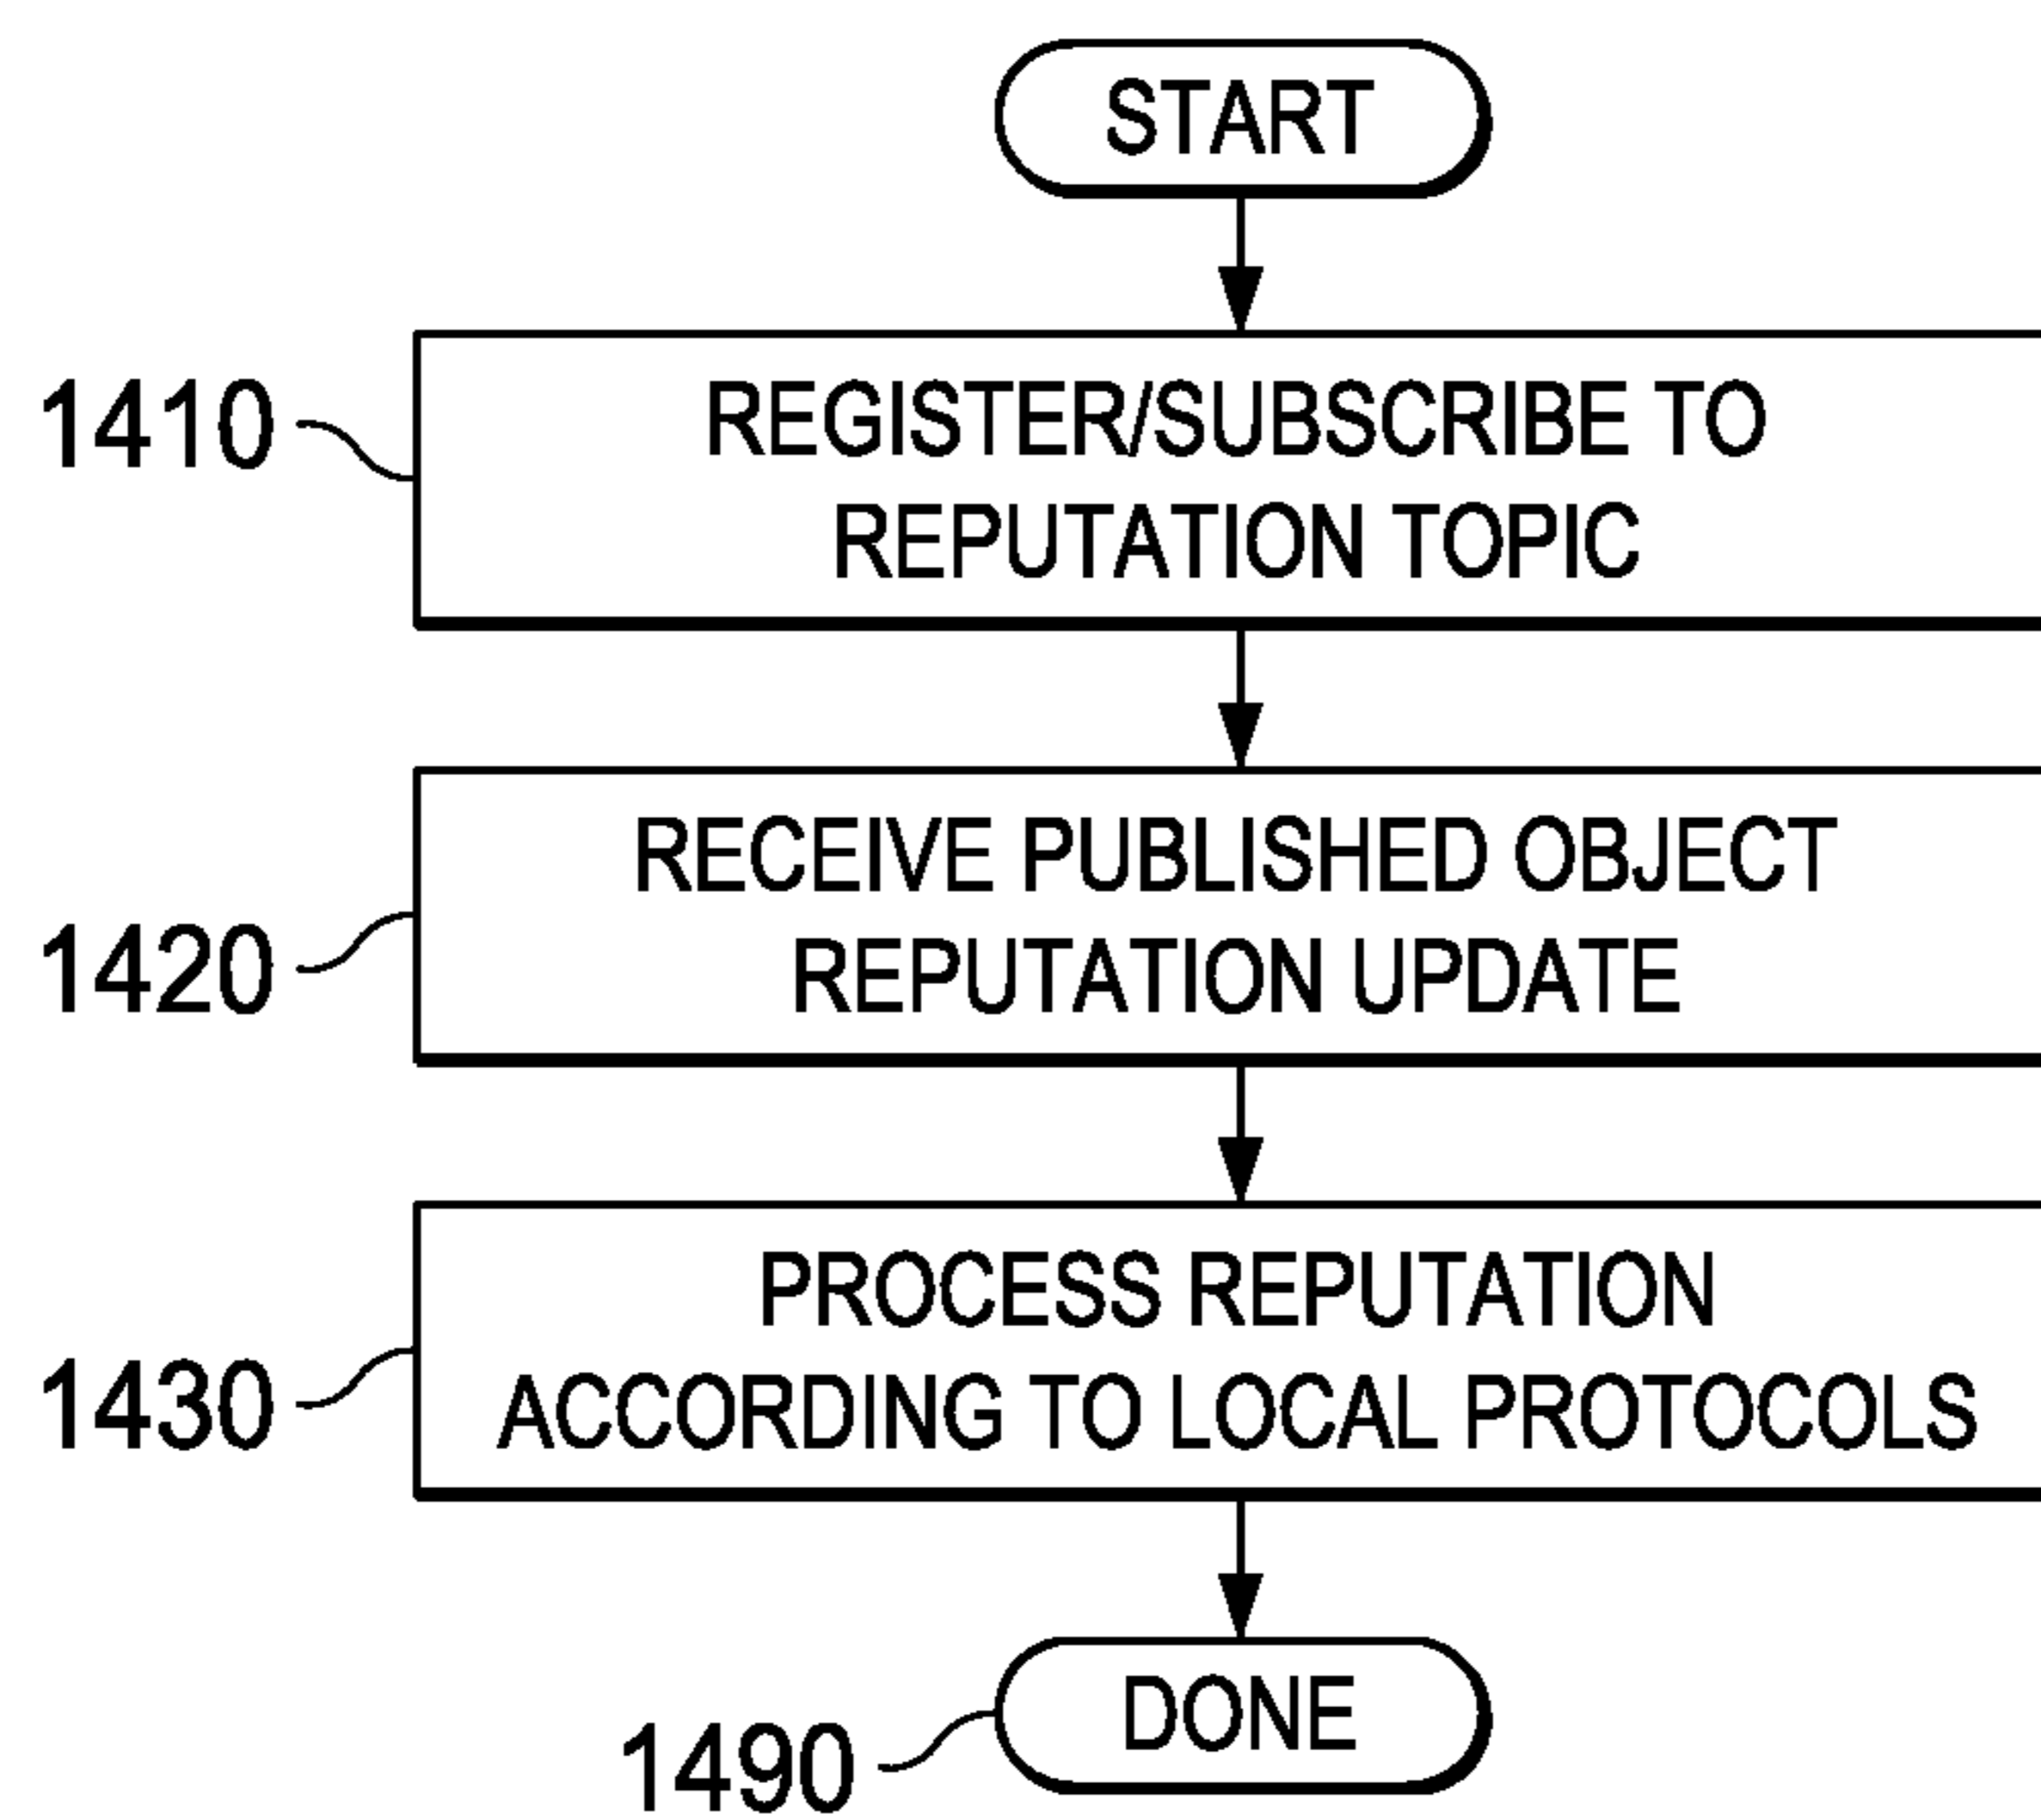 START
1410
REGISTER/SUBSCRIBE TO
REPUTATION TOPIC
1420
RECEIVE PUBLISHED OBJECT
REPUTATION UPDATE
1430
PROCESS REPUTATION
ACCORDING TO LOCAL PROTOCOLS
1490
DONE